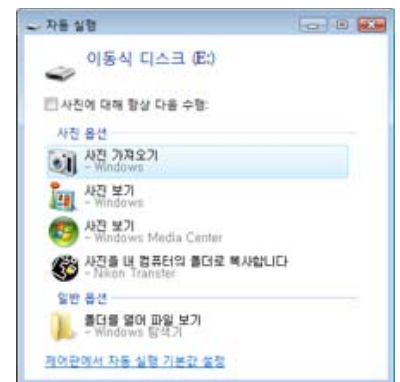 자동 실행
이동식 디스크 (E:)
사진에 대해 항상 다음 수행:
사진 옵션
사진 가져오기
- Windows
사진 보기
- Windows
사진 보기
- Windows Media Center
사진을 내 컴퓨터의 폴더로 복사합니다
- Nikon Transfer
일반 옵션
폴더를 열어 파일 보기
- Windows 탐색기
제어판에서 자동 실행 기본값 설정